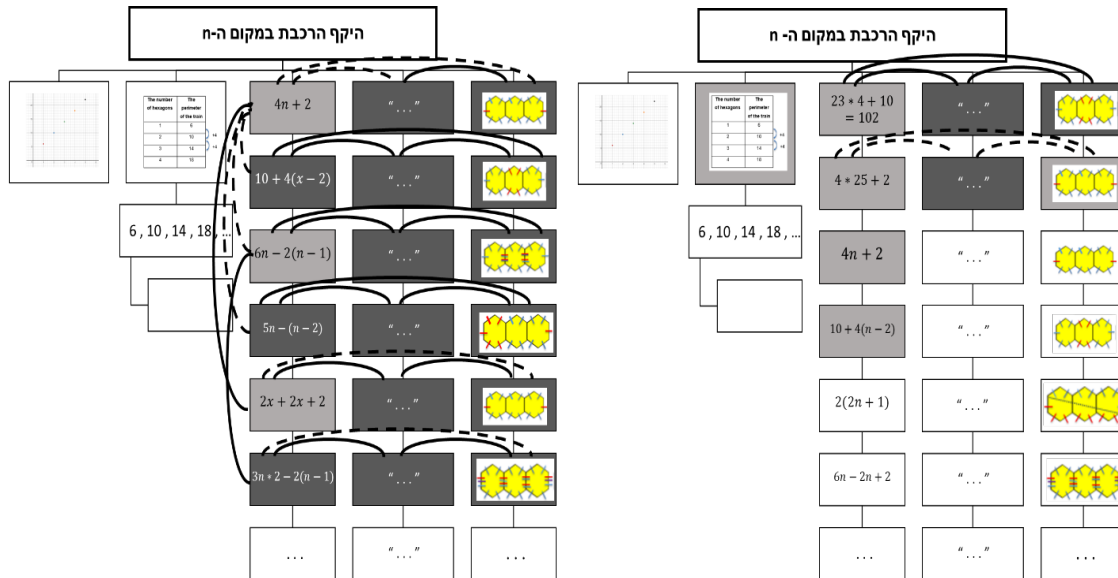 היקף הרכבת במקום ה-n
The number of hexagons The perimeter of the train
1 6
2 10
3 14
4 18
+4
+4
6 , 10 , 14 , 18 , ...
4n + 2 “...”
10 + 4(x − 2) “...”
6n − 2(n − 1) “...”
5n − (n − 2) “...”
2x + 2x + 2 “...”
3n * 2 − 2(n − 1) “...”
... “...” ...
היקף הרכבת במקום ה- n
The number of hexagons The perimeter of the train
1 6
2 10
3 14
4 18
+4
+4
6 , 10 , 14 , 18 , ...
23 * 4 + 10 “...”
= 102
4 * 25 + 2 “...”
4n + 2 “...”
10 + 4(n − 2) “...”
2(2n + 1) “...”
6n − 2n + 2 “...”
... “...” ...